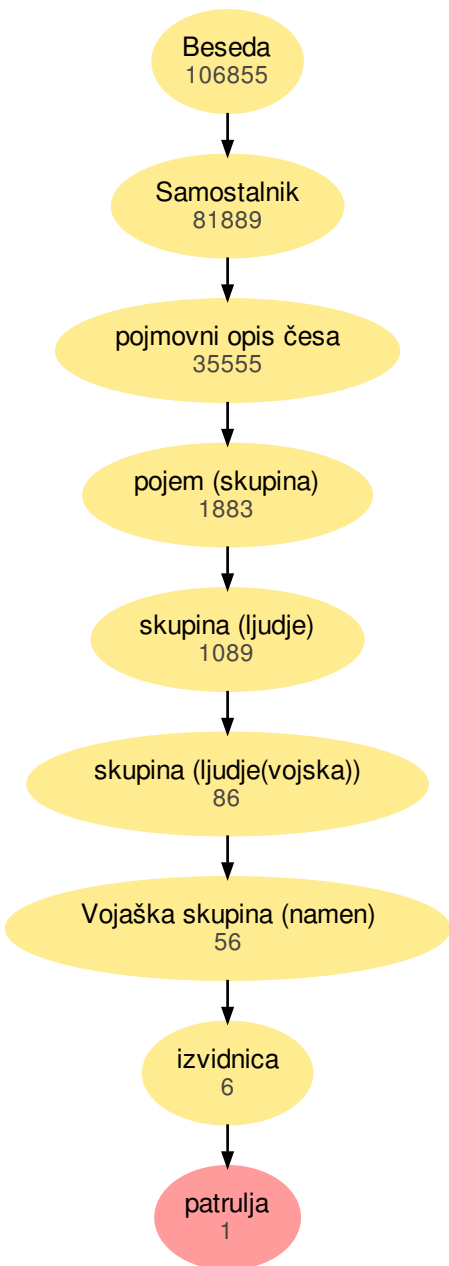 Beseda
106855
Samostalnik
81889
pojmovni opis česa
35555
pojem (skupina)
1883
skupina (ljudje)
1089
skupina (ljudje(vojska))
86
Vojaška skupina (namen)
56
izvidnica
6
patrulja
1